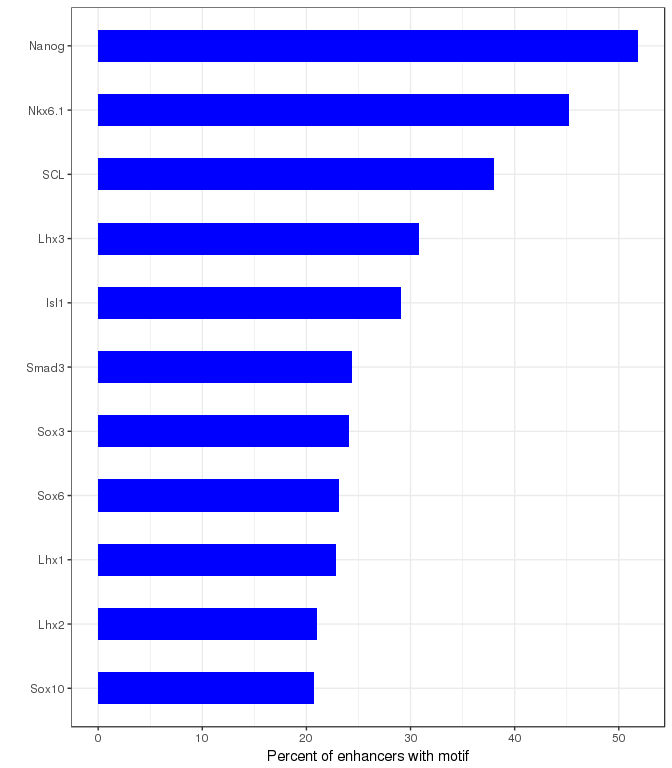 Nanog
Nkx6.1
SCL
Lhx3
Isl1
Smad3
Sox3
Sox6
Lhx1
Lhx2
Sox10
0 10 20 30 40 50
Percent of enhancers with motif